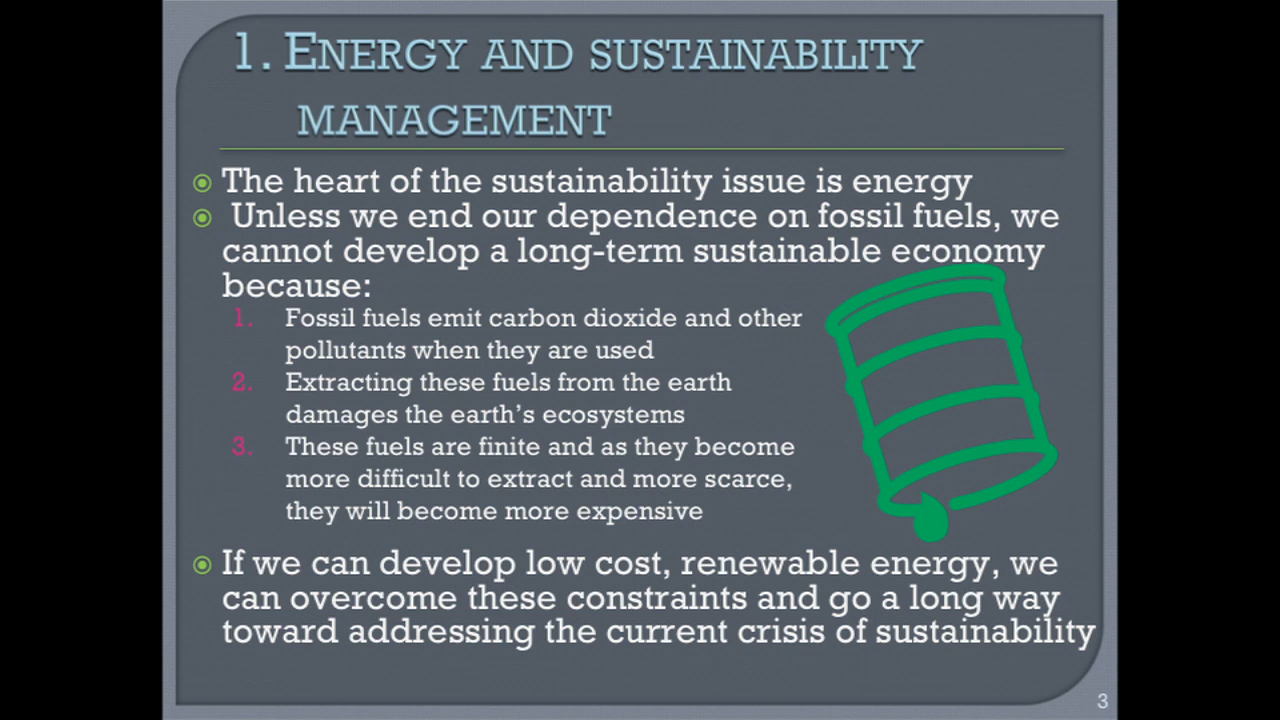 1. ENERGY AND SUSTAINABILITY
MANAGEMENT
The heart of the sustainability issue is energy
Unless we end our dependence on fossil fuels, we
cannot develop a long-term sustainable economy
because:
1. Fossil fuels emit carbon dioxide and other
pollutants when they are used
2. Extracting these fuels from the earth
damages the earth's ecosystems
3. These fuels are finite and as they become
more difficult to extract and more scarce,
they will become more expensive
If we can develop low cost, renewable energy, we
can overcome these constraints and go a long way
toward addressing the current crisis of sustainability
3